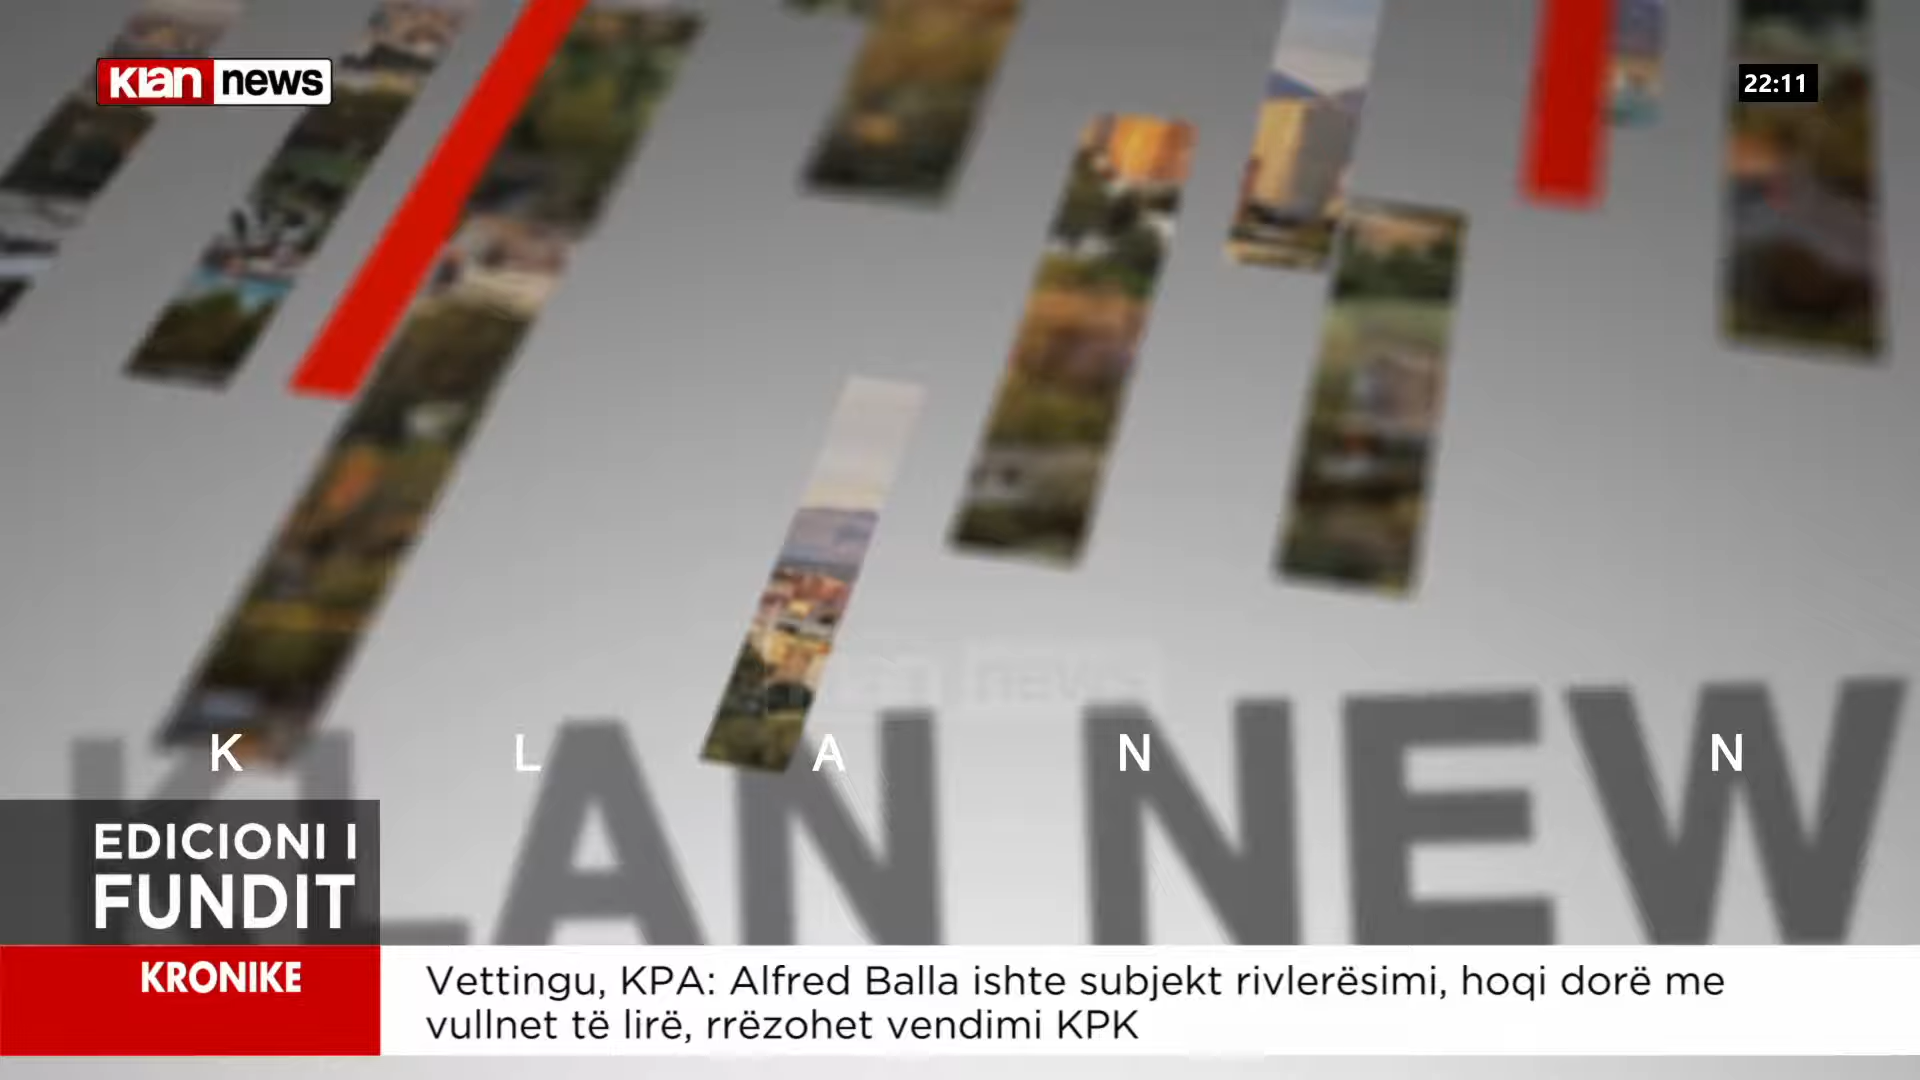 Klan news
22:11
K L A N N
KLAN NEW
EDICIONI I
FUNDIT
KRONIKE
Vettingu, KPA: Alfred Balla ishte subjekt rivlerësimi, hoqi dorë me
vullnet të lirë, rrëzohet vendimi KPK